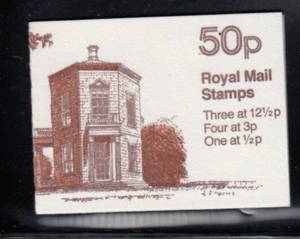 50p
Royal Mail
Stamps
Three at 12½p
Four at 3p
One at ½p